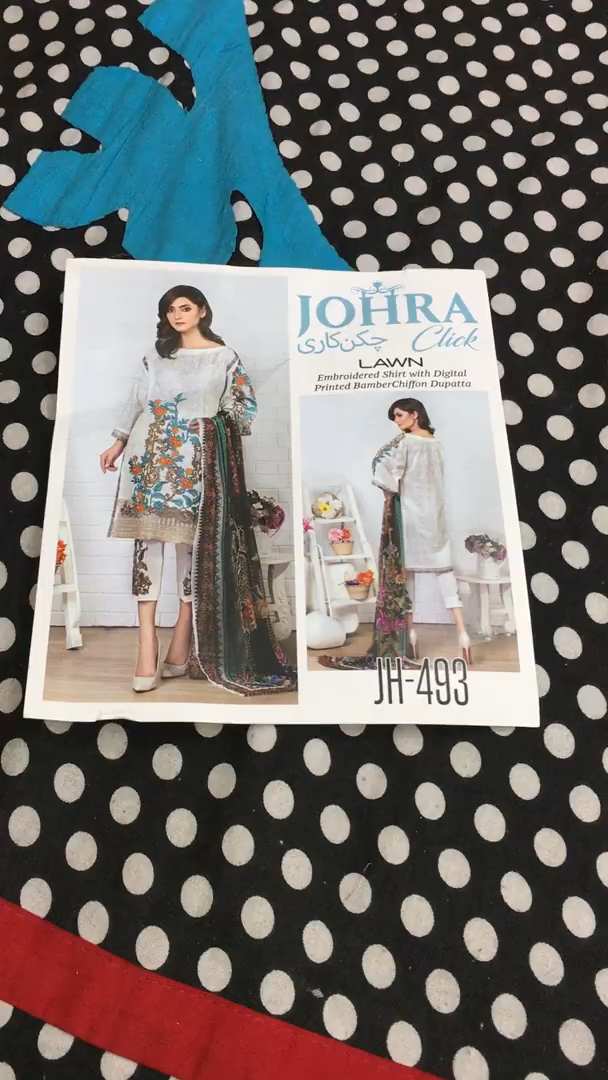 JOHRA
چکن کاری Click
LAWN
Embroidered Shirt with Digital
Printed BamberChiffon Dupatta
JH-493